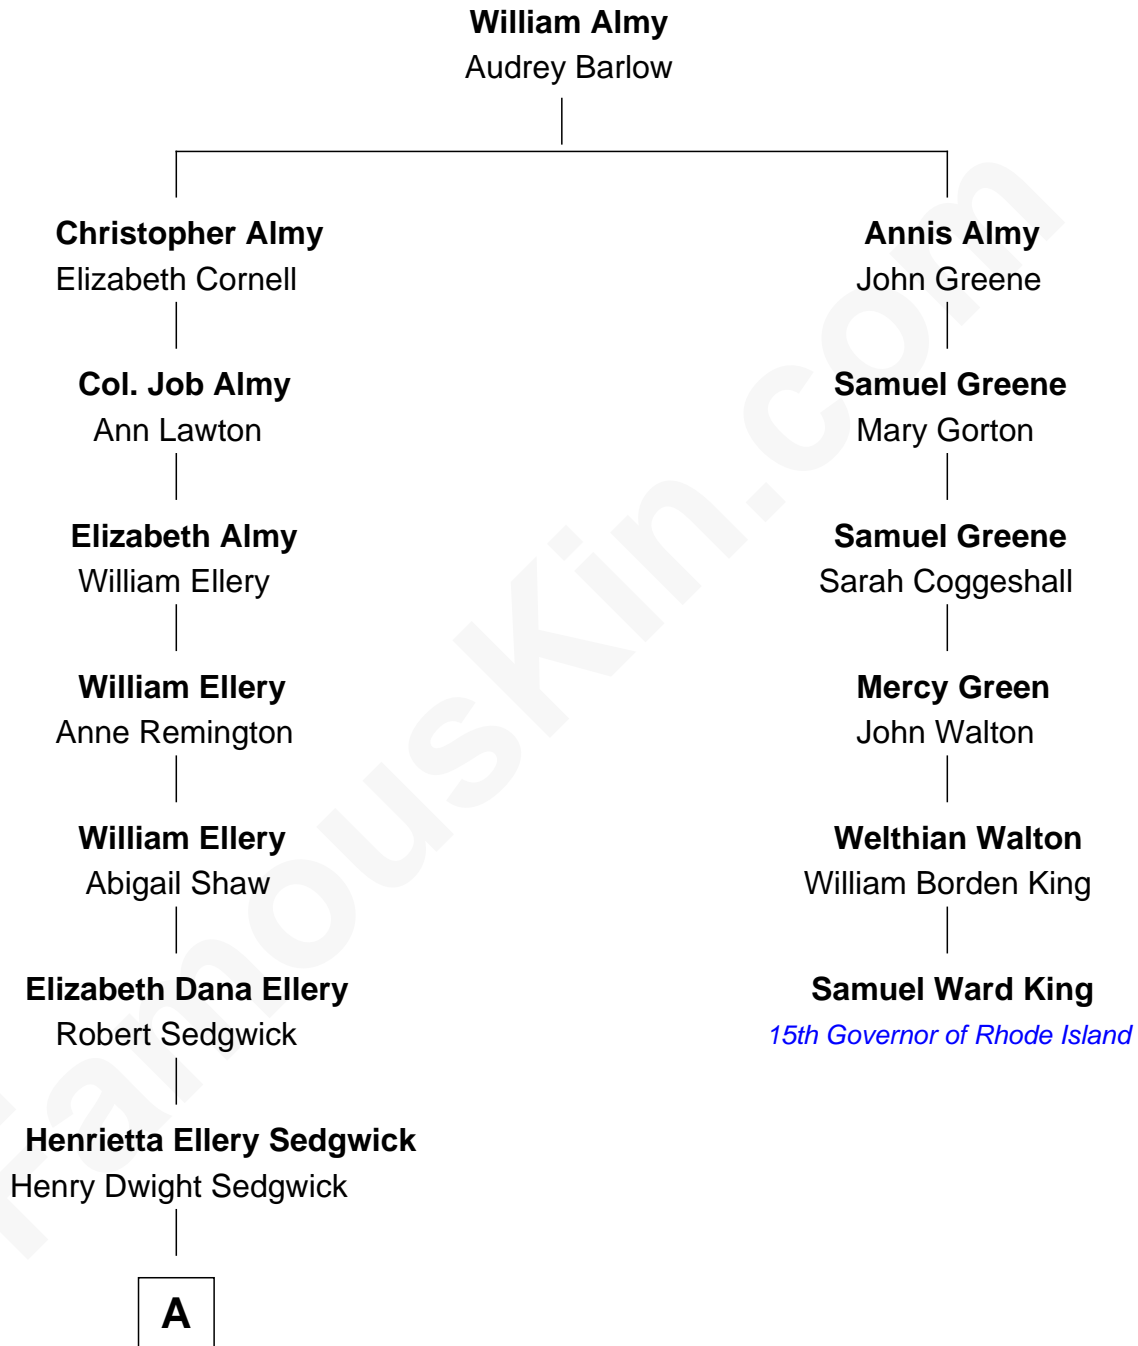 William Almy
Audrey Barlow
Christopher Almy
Elizabeth Cornell
Annis Almy
John Greene
Col. Job Almy
Ann Lawton
Samuel Greene
Mary Gorton
Elizabeth Almy
William Ellery
Samuel Greene
Sarah Coggeshall
William Ellery
Anne Remington
Mercy Green
John Walton
William Ellery
Abigail Shaw
Welthian Walton
William Borden King
Elizabeth Dana Ellery
Robert Sedgwick
Samuel Ward King
15th Governor of Rhode Island
Henrietta Ellery Sedgwick
Henry Dwight Sedgwick
A
FamousKin.com